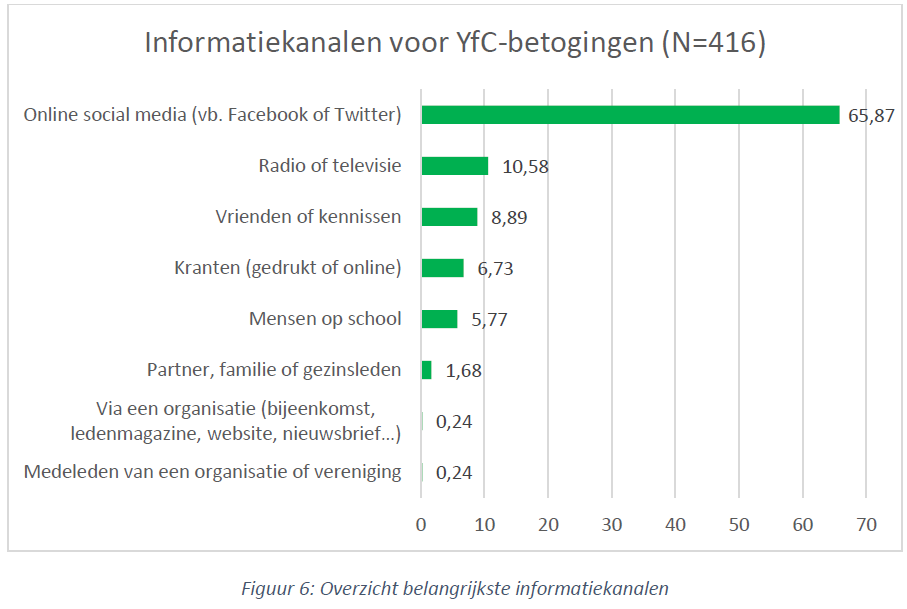 Informatiekanalen voor YfC-betogingen (N=416)
Online social media (vb. Facebook of Twitter) 65,87
Radio of televisie 10,58
Vrienden of kennissen 8,89
Kranten (gedrukt of online) 6,73
Mensen op school 5,77
Partner, familie of gezinsleden 1,68
Via een organisatie (bijeenkomst,
ledenmagazine, website, nieuwsbrief...) 0,24
Medeleden van een organisatie of vereniging 0,24
0 10 20 30 40 50 60 70
Figuur 6: Overzicht belangrijkste informatiekanalen